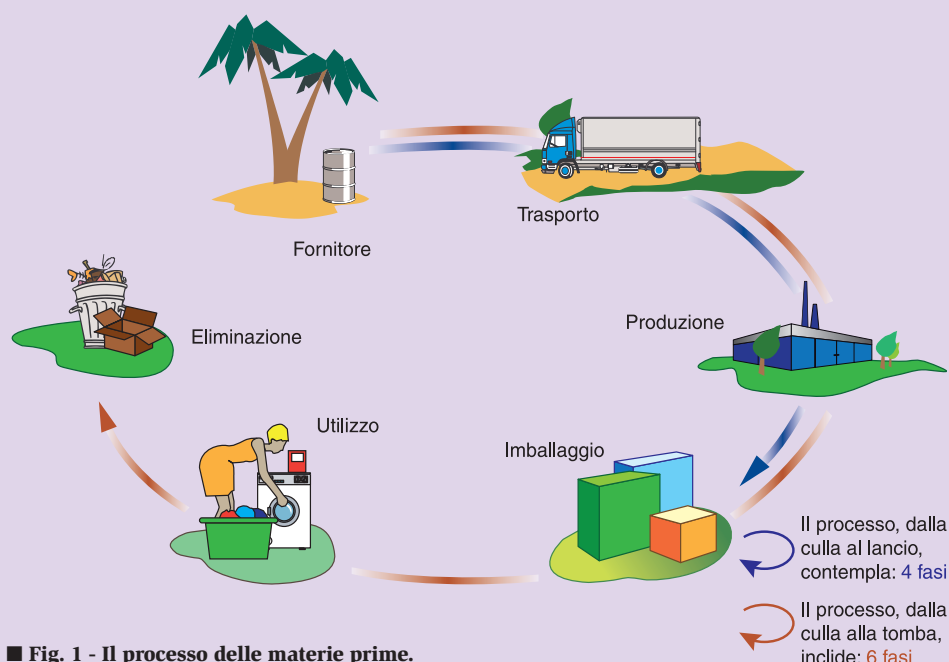 Trasporto
Fornitore
Produzione
Eliminazione
Utilizzo
Imballaggio
Il processo, dalla
culla al lancio,
contempla: 4 fasi
Il processo, dalla
culla alla tomba,
inclide: 6 fasi
■ Fig. 1 - Il processo delle materie prime.